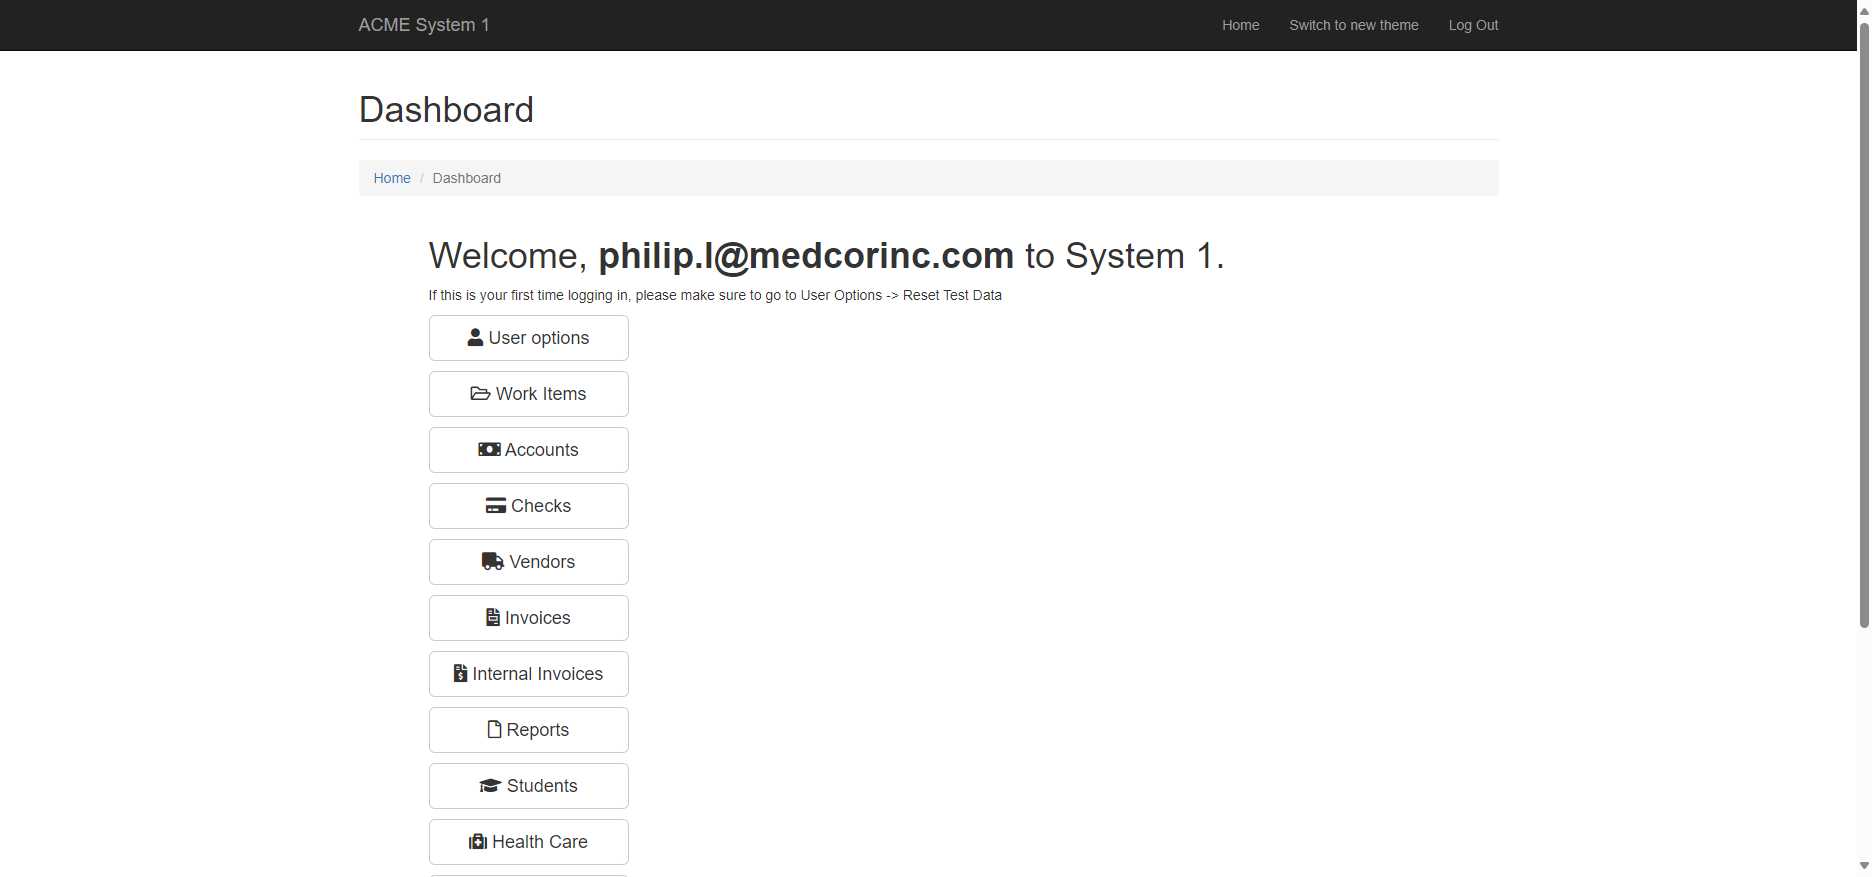 ACME System 1
Home
Switch to new theme
Log Out
Dashboard
Home / Dashboard
Welcome, philip.l@medcorinc.com to System 1.
If this is your first time logging in, please make sure to go to User Options -> Reset Test Data
User options
Work Items
Accounts
Checks
Vendors
Invoices
Internal Invoices
Reports
Students
Health Care